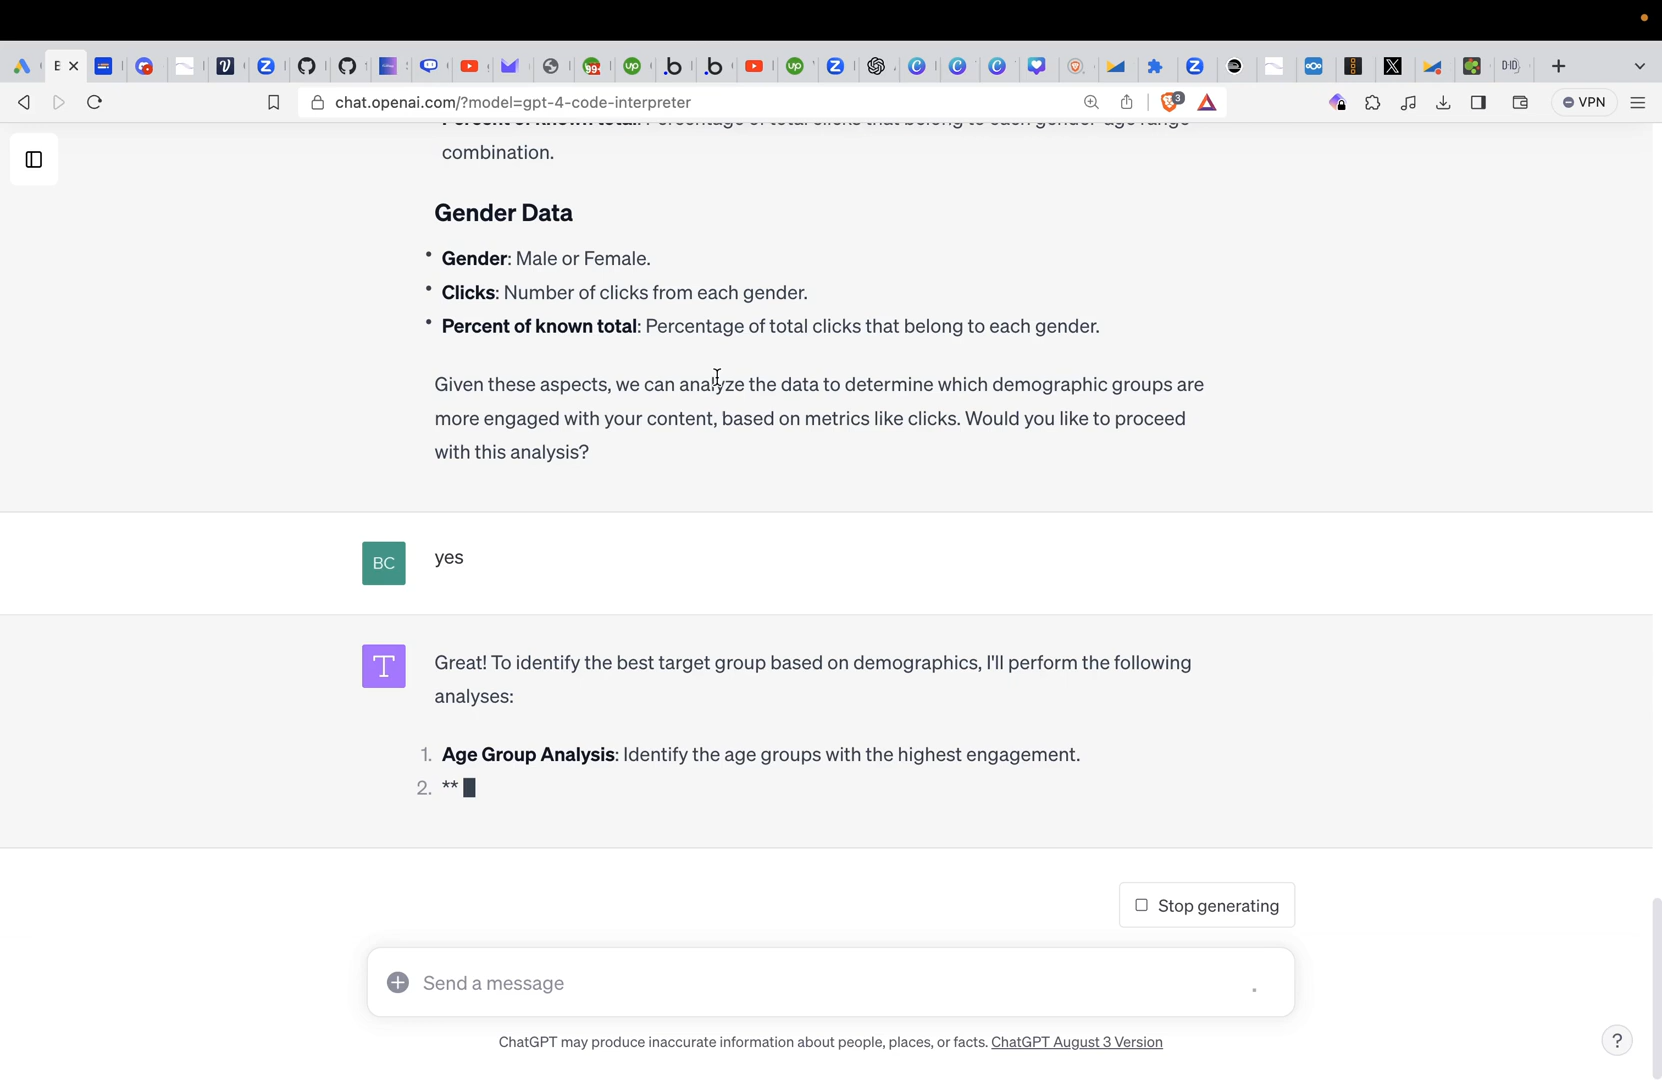 E
99+
up
b
b
up
X
D-ID
chat.openai.com/?model=gpt-4-code-interpreter
3
VPN
combination.
Gender Data
• Gender: Male or Female.
• Clicks: Number of clicks from each gender.
• Percent of known total: Percentage of total clicks that belong to each gender.
Given these aspects, we can analyze the data to determine which demographic groups are
more engaged with your content, based on metrics like clicks. Would you like to proceed
with this analysis?
BC
yes
T
Great! To identify the best target group based on demographics, I'll perform the following
analyses:
1. Age Group Analysis: Identify the age groups with the highest engagement.
2. **
Stop generating
Send a message
ChatGPT may produce inaccurate information about people, places, or facts. ChatGPT August 3 Version
?